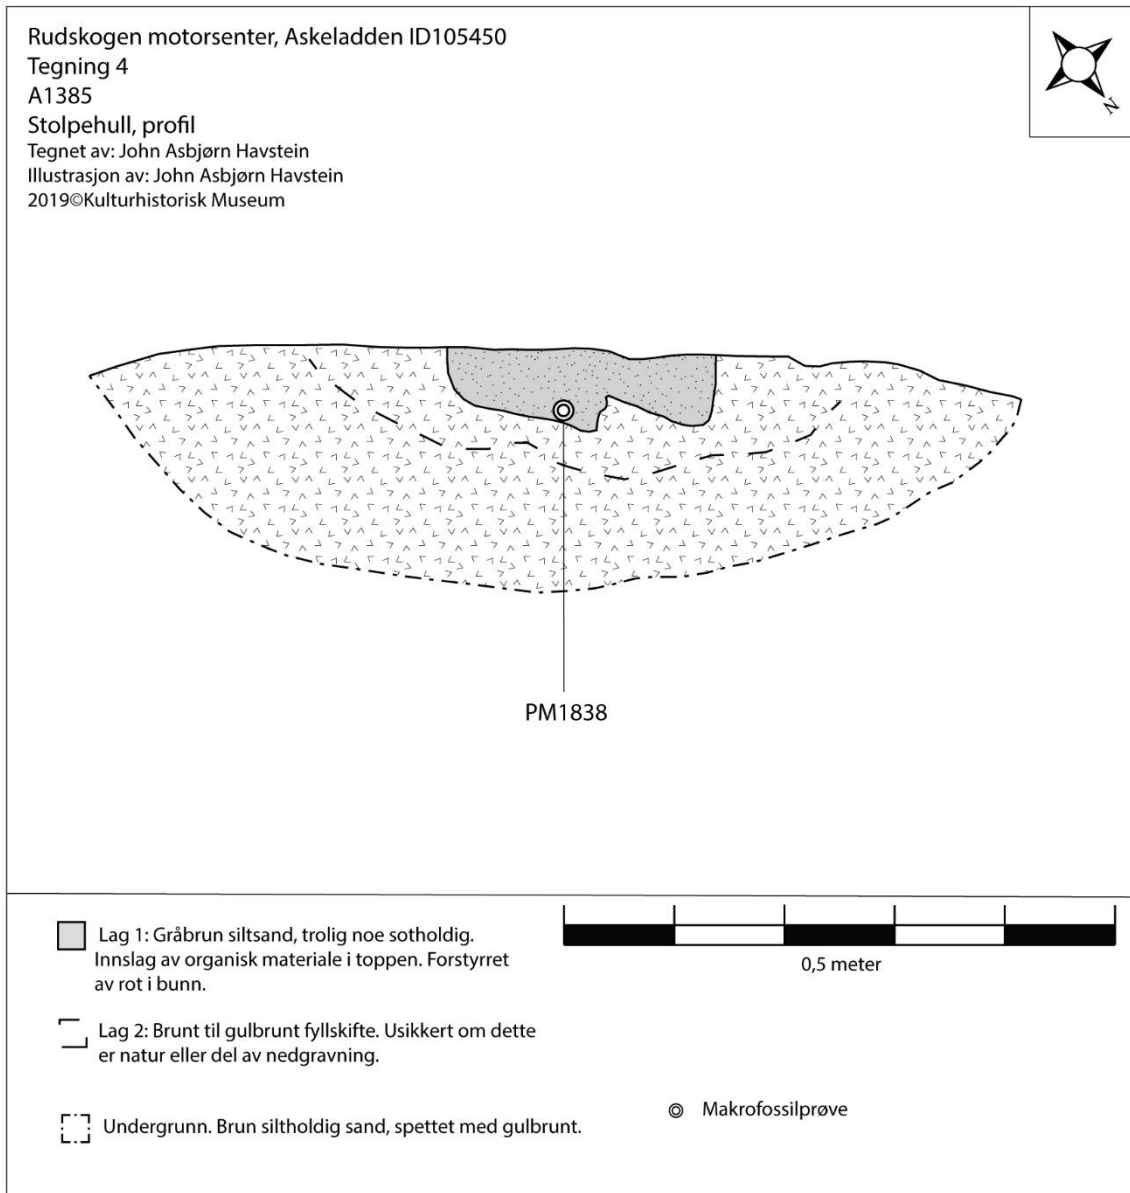 Rudskogen motorsenter, Askeladden ID105450
Tegning 4
A1385
Stolpehull, profil
Tegnet av: John Asbjørn Havstein
Illustrasjon av: John Asbjørn Havstein
2019©Kulturhistorisk Museum
N
PM1838
Lag 1: Gråbrun siltsand, trolig noe sotholdig.
Innslag av organisk materiale i toppen. Forstyrret
av rot i bunn.
0,5 meter
Lag 2: Brunt til gulbrunt fyllskifte. Usikkert om dette
er natur eller del av nedgravning.
Undergrunn. Brun siltholdig sand, spettet med gulbrunt.
Makrofossilprøve